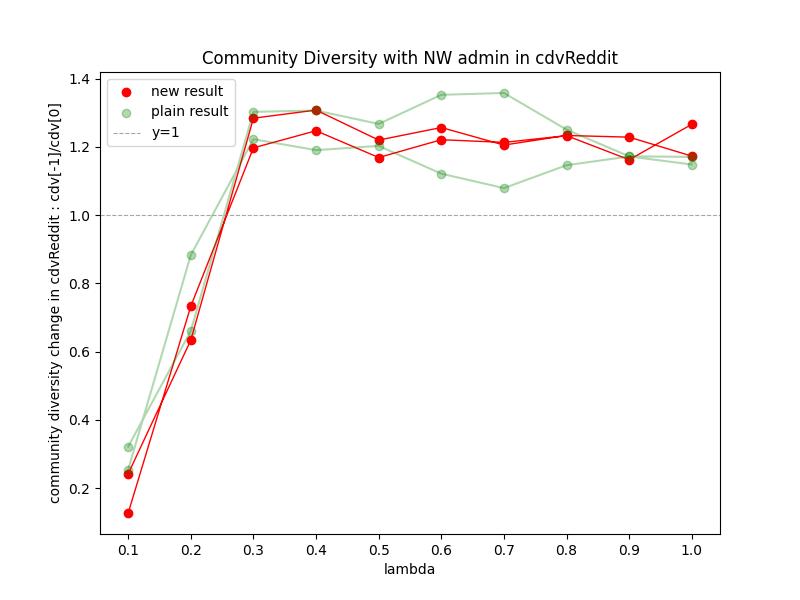 Community Diversity with NW admin in cdvReddit
new result
plain result
y=1
community diversity change in cdvReddit : cdv[-1]/cdv[0]
1.4
1.2
1.0
0.8
0.6
0.4
0.2
0.1 0.2 0.3 0.4 0.5 0.6 0.7 0.8 0.9 1.0
lambda